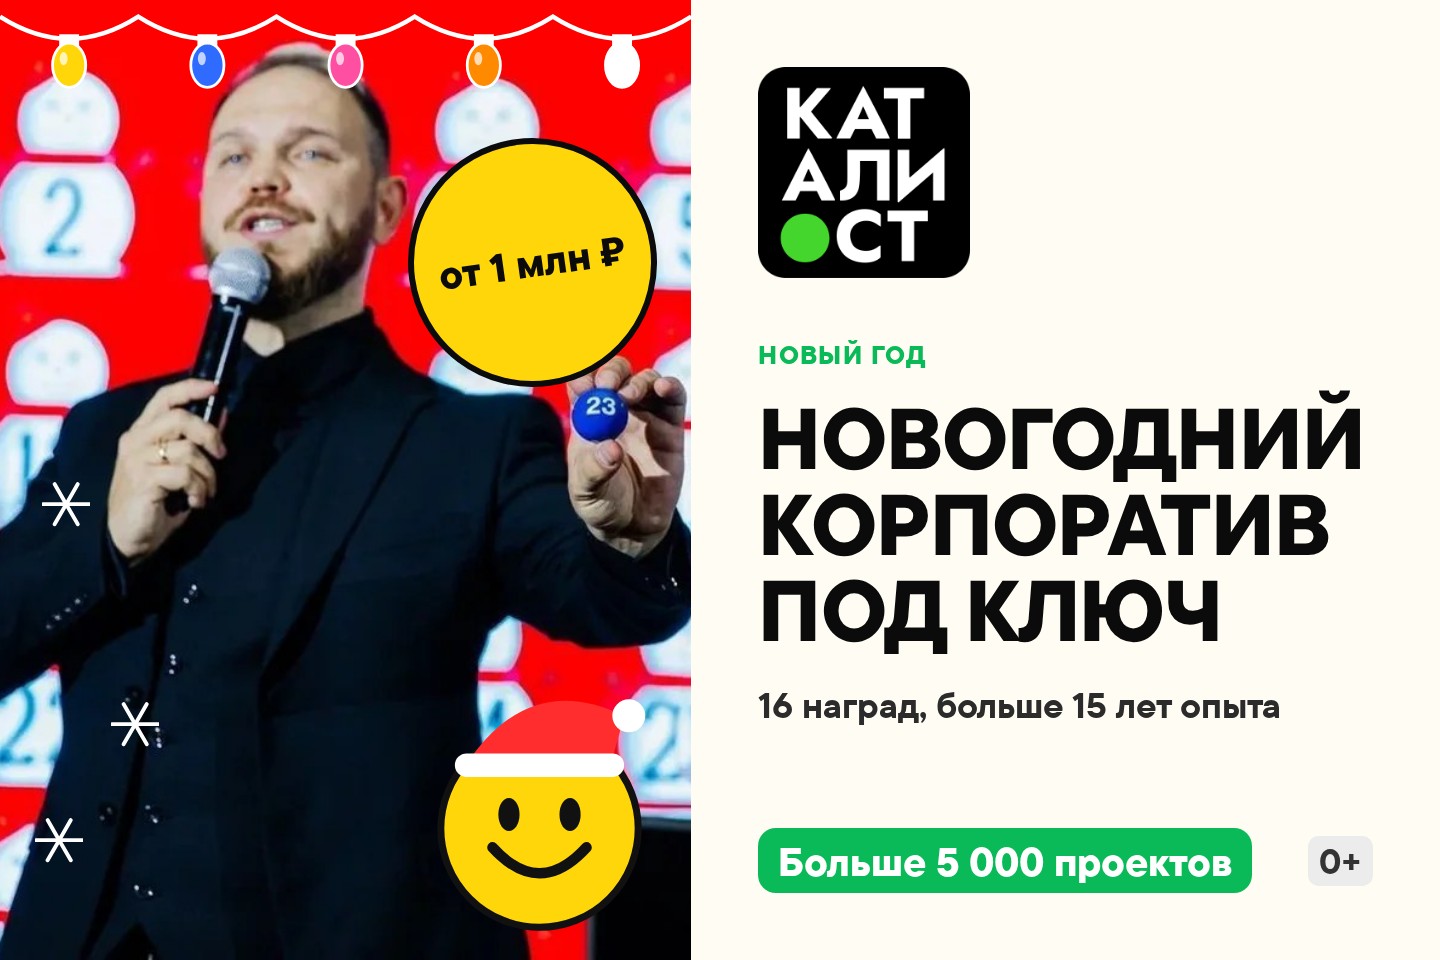 2
от 1 млн ₽
23
КАТ
АЛИ
СТ
НОВЫЙ ГОД
НОВОГОДНИЙ
КОРПОРАТИВ
ПОД КЛЮЧ
16 наград, больше 15 лет опыта
Больше 5 000 проектов
0+